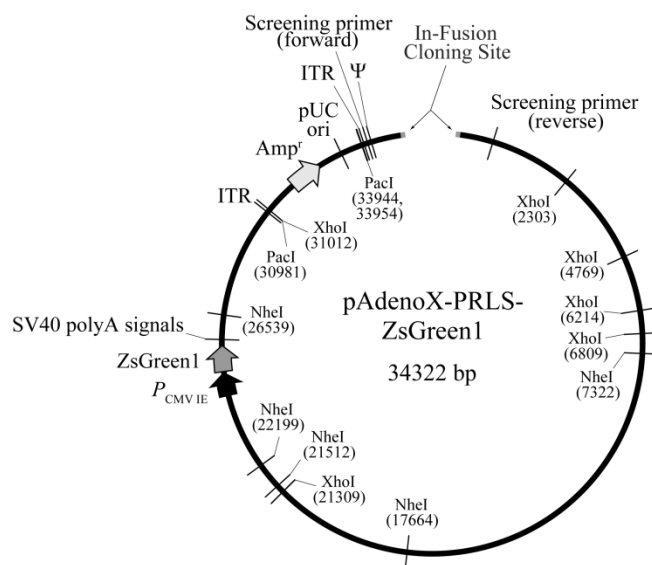 Screening primer
(forward)
ITR
Ψ
In-Fusion
Cloning Site
Screening primer
(reverse)
pUC
ori
Ampʳ
PacI
(33944,
33954)
XhoI
(2303)
ITR
XhoI
(31012)
PacI
(30981)
XhoI
(4769)
XhoI
(6214)
XhoI
(6809)
NheI
(7322)
pAdenoX-PRLS-
ZsGreen1
34322 bp
NheI
(26539)
SV40 polyA signals
ZsGreen1
P CMV IE
NheI
(22199)
NheI
(21512)
XhoI
(21309)
NheI
(17664)